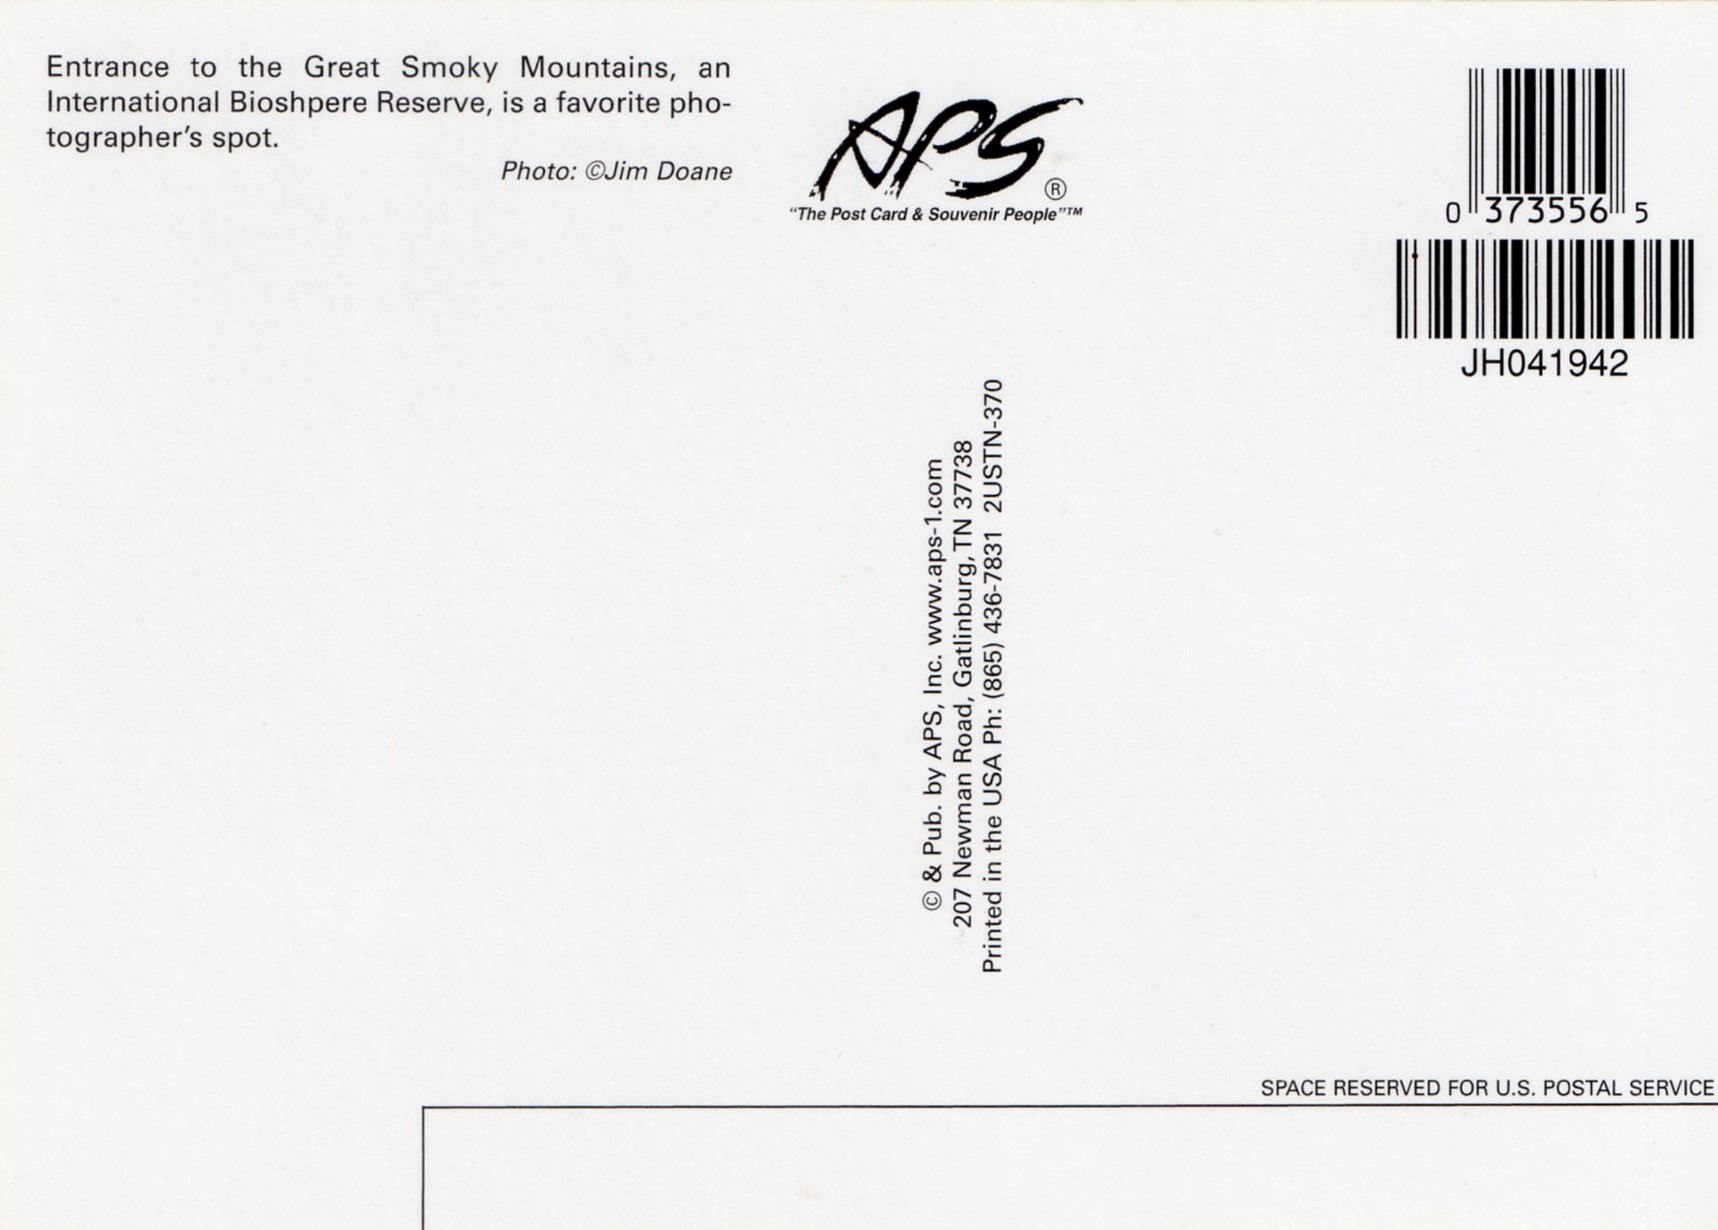 Entrance to the Great Smoky Mountains, an
International Bioshpere Reserve, is a favorite pho-
tographer's spot.
Photo: ©Jim Doane
APS®
"The Post Card & Souvenir People"™
0 373556 5
JH041942
© & Pub. by APS, Inc. www.aps-1.com
207 Newman Road, Gatlinburg, TN 37738
Printed in the USA Ph: (865) 436-7831 2USTN-370
SPACE RESERVED FOR U.S. POSTAL SERVICE